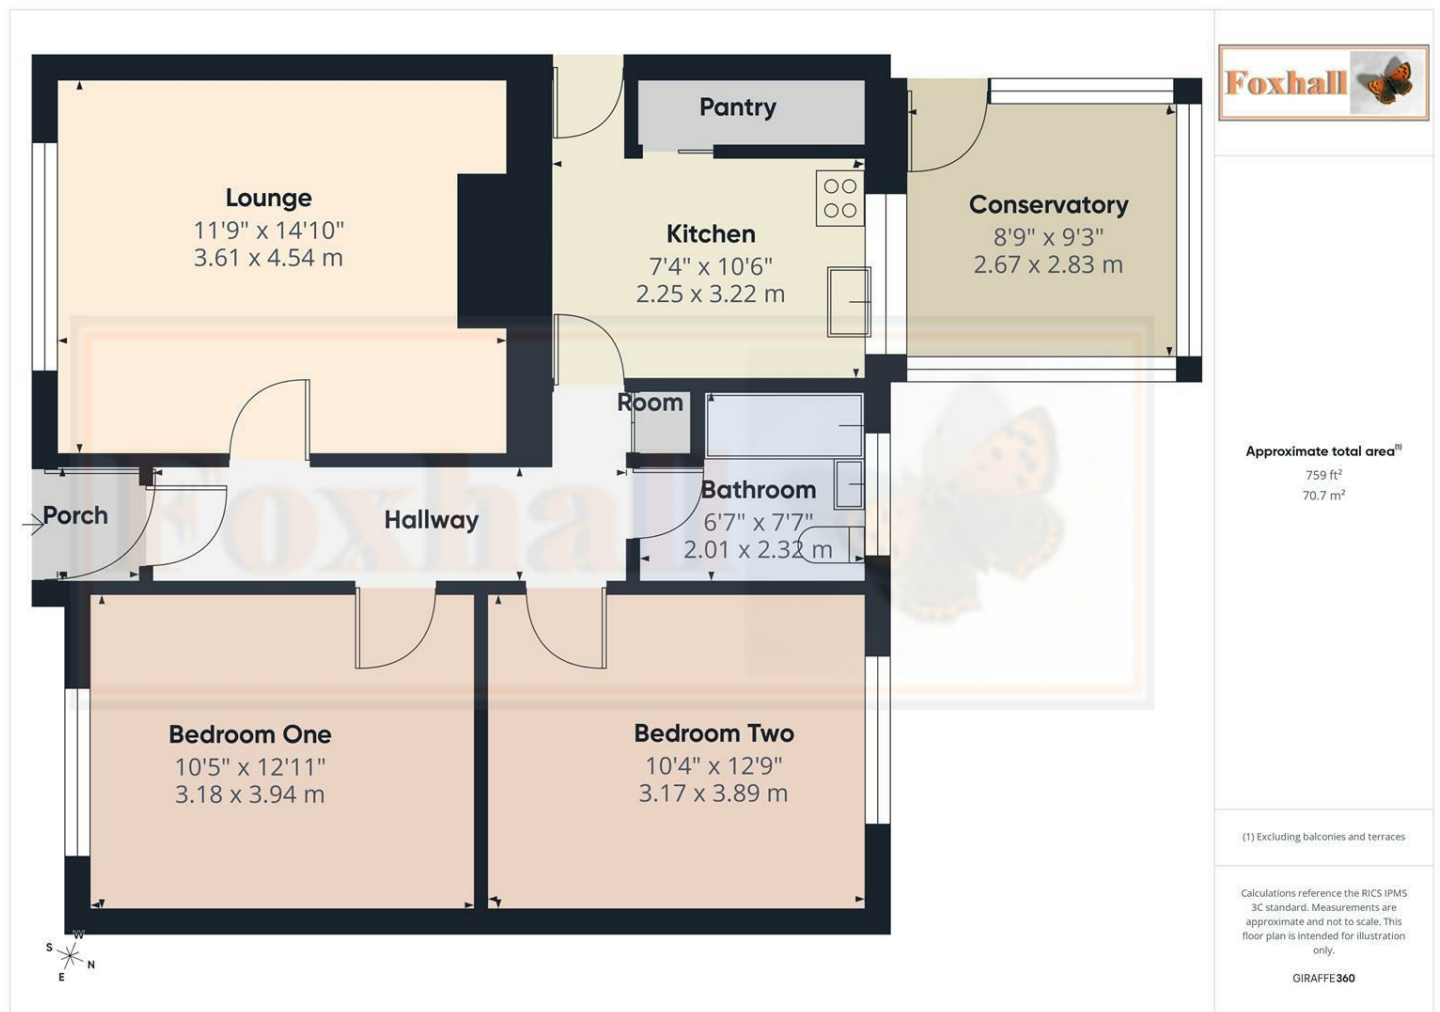 Lounge
11'9" x 14'10"
3.61 x 4.54 m
Pantry
Kitchen
7'4" x 10'6"
2.25 x 3.22 m
Conservatory
8'9" x 9'3"
2.67 x 2.83 m
Room
Porch
Hallway
Bathroom
6'7" x 7'7"
2.01 x 2.32 m
Bedroom One
10'5" x 12'11"
3.18 x 3.94 m
Bedroom Two
10'4" x 12'9"
3.17 x 3.89 m
Foxhall
W
S
N
E
Foxhall
Approximate total area(1)
759 ft²
70.7 m²
(1) Excluding balconies and terraces
Calculations reference the RICS IPMS
3C standard. Measurements are
approximate and not to scale. This
floor plan is intended for illustration
only.
GIRAFFE360